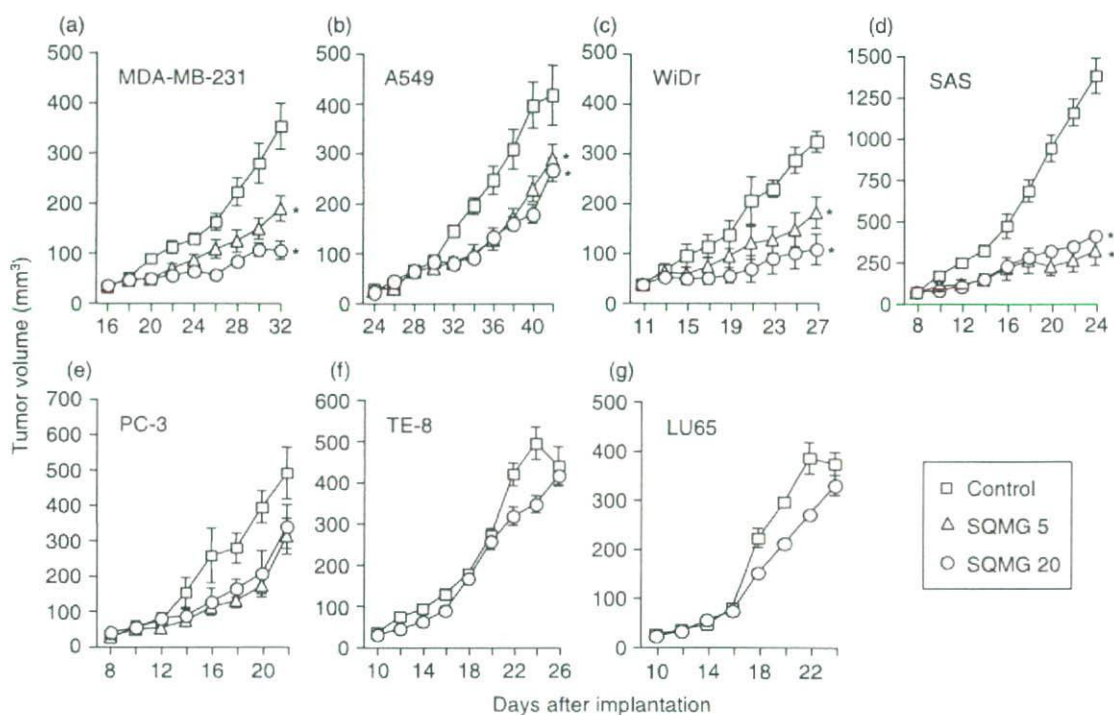 (a)
MDA-MB-231
500
400
300
200
100
0
16 20 24 28 32
*
*
(b)
A549
500
400
300
200
100
0
24 28 32 36 40
*
*
(c)
WiDr
500
400
300
200
100
0
11 15 19 23 27
*
*
(d)
SAS
1500
1250
1000
750
500
250
0
8 12 16 20 24
*
*
Tumor volume (mm³)
(e)
PC-3
700
600
500
400
300
200
100
0
8 12 16 20
(f)
TE-8
600
500
400
300
200
100
0
10 14 18 22 26
(g)
LU65
500
400
300
200
100
0
10 14 18 22
Control
SQMG 5
SQMG 20
Days after implantation